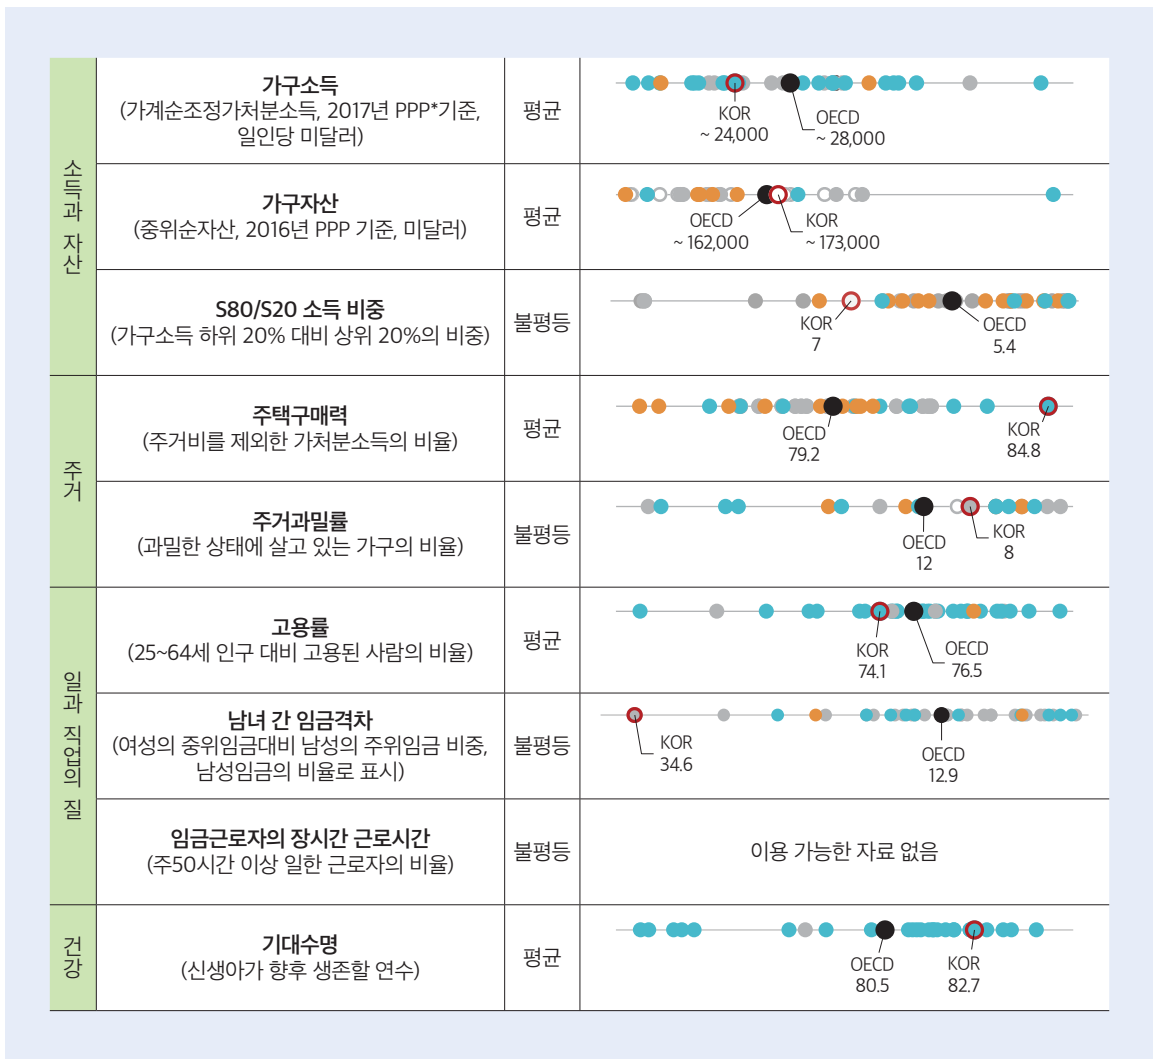 소득과 자산
가구소득
(가계순조정가처분소득, 2017년 PPP*기준,
일인당 미달러)
평균
KOR
~ 24,000
OECD
~ 28,000
가구자산
(중위순자산, 2016년 PPP 기준, 미달러)
평균
OECD
~ 162,000
KOR
~ 173,000
S80/S20 소득 비중
(가구소득 하위 20% 대비 상위 20%의 비중)
불평등
KOR
7
OECD
5.4
주거
주택구매력
(주거비를 제외한 가처분소득의 비율)
평균
OECD
79.2
KOR
84.8
주거과밀률
(과밀한 상태에 살고 있는 가구의 비율)
불평등
OECD
12
KOR
8
일과 직업의 질
고용률
(25~64세 인구 대비 고용된 사람의 비율)
평균
KOR
74.1
OECD
76.5
남녀 간 임금격차
(여성의 중위임금대비 남성의 주위임금 비중,
남성임금의 비율로 표시)
불평등
KOR
34.6
OECD
12.9
임금근로자의 장시간 근로시간
(주50시간 이상 일한 근로자의 비율)
불평등
이용 가능한 자료 없음
건강
기대수명
(신생아가 향후 생존할 연수)
평균
OECD
80.5
KOR
82.7